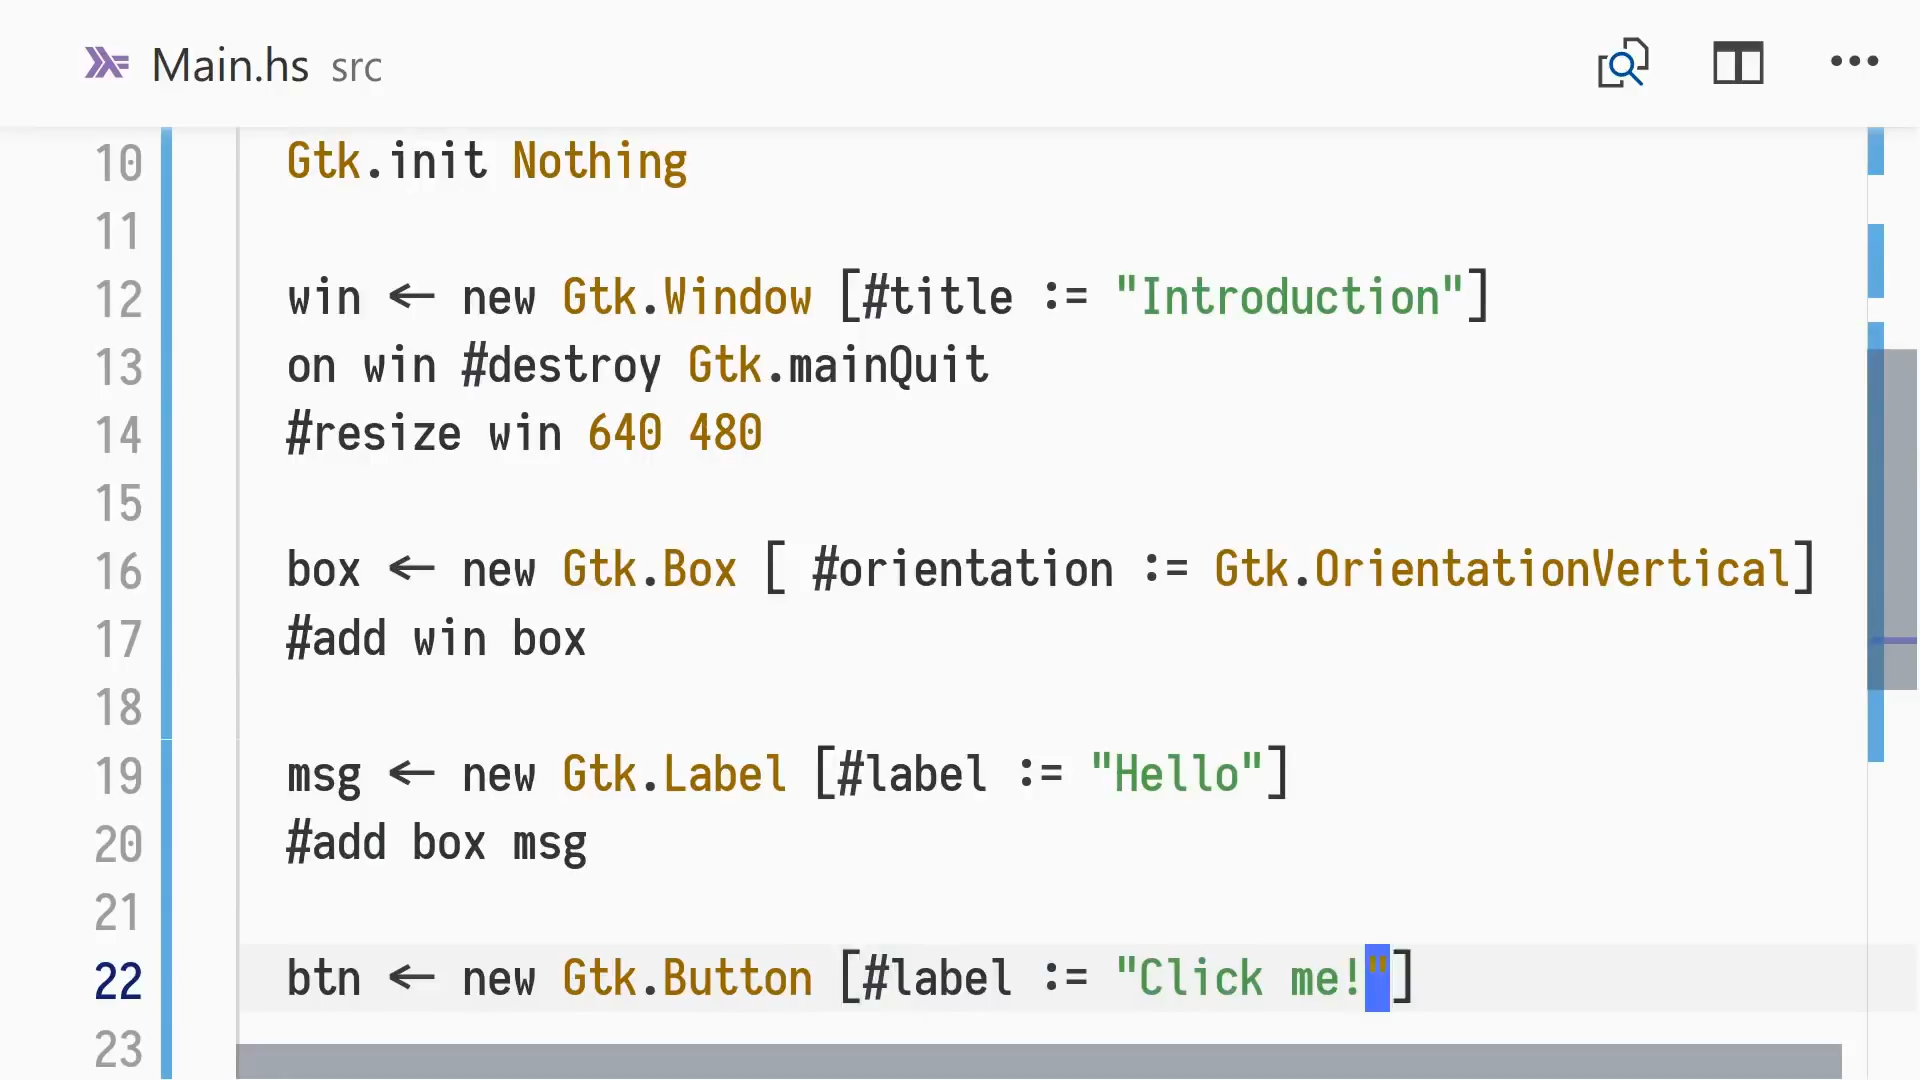 Main.hs src
10 Gtk.init Nothing
11
12 win <- new Gtk.Window [#title := "Introduction"]
13 on win #destroy Gtk.mainQuit
14 #resize win 640 480
15
16 box <- new Gtk.Box [ #orientation := Gtk.OrientationVertical]
17 #add win box
18
19 msg <- new Gtk.Label [#label := "Hello"]
20 #add box msg
21
22 btn <- new Gtk.Button [#label := "Click me!"]
23